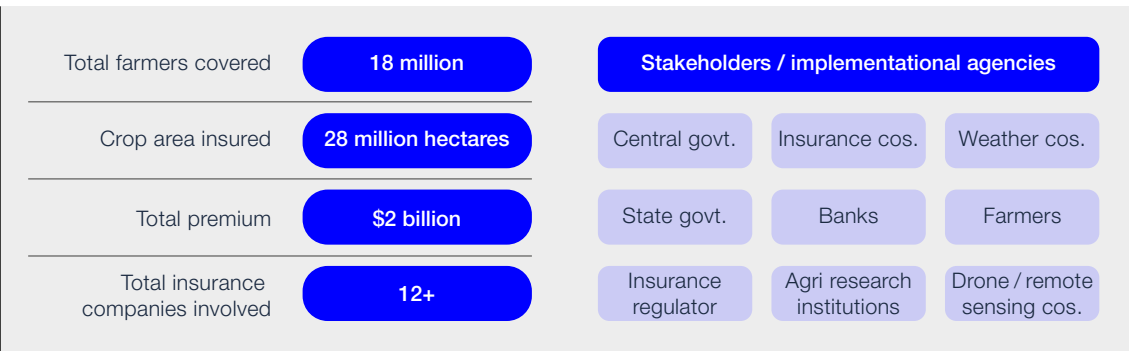 Total farmers covered
18 million
Crop area insured
28 million hectares
Total premium
$2 billion
Total insurance
companies involved
12+
Stakeholders / implementational agencies
Central govt.
Insurance cos.
Weather cos.
State govt.
Banks
Farmers
Insurance
regulator
Agri research
institutions
Drone / remote
sensing cos.